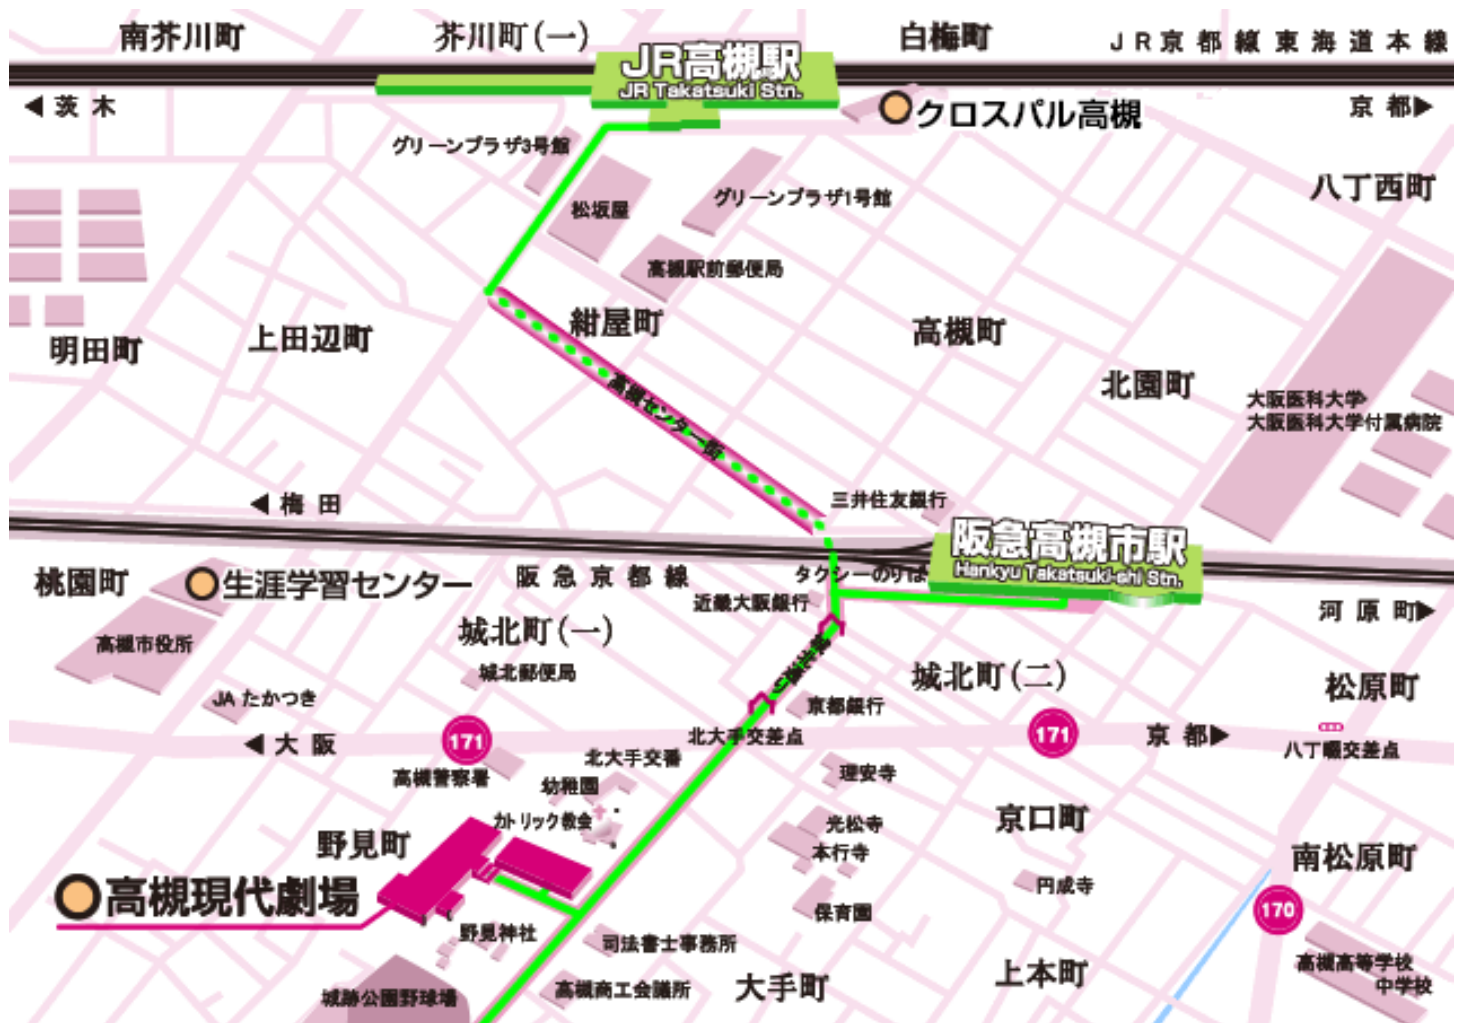 南芥川町
芥川町(一)
白梅町
JR京都線東海道本線
JR高槻駅
JR Takatsuki Stn.
茨木
クロスパル高槻
京都
グリーンプラザ3号館
八丁西町
松坂屋
グリーンプラザ1号館
高槻駅前郵便局
紺屋町
高槻町
明田町
上田辺町
高槻センター街
北園町
大阪医科大学
大阪医科大学付属病院
梅田
三井住友銀行
阪急高槻市駅
Hankyu Takatsuki-shi Stn.
桃園町
生涯学習センター
阪急京都線
タクシーのりば
近畿大阪銀行
河原町
高槻市役所
城北町(一)
城北通り
城北郵便局
城北町(二)
松原町
JAたかつき
京都銀行
171
大阪
北大手交差点
171
京都
八丁畷交差点
高槻警察署
北大手交番
幼稚園
理安寺
カトリック教会
光松寺
京口町
野見町
本行寺
南松原町
高槻現代劇場
円成寺
保育園
170
野見神社
司法書士事務所
高槻高等学校
中学校
城跡公園野球場
高槻商工会議所
大手町
上本町